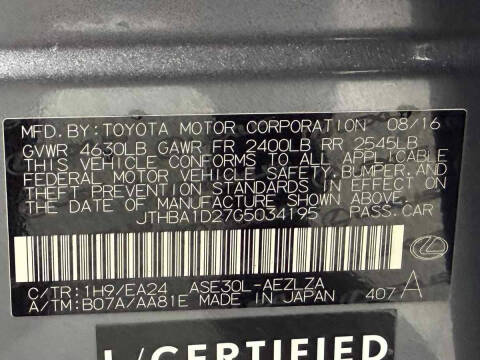 MFD. BY: TOYOTA MOTOR CORPORATION 08/16
GVWR 4630LB GAWR FR 2400LB RR 2545LB
THIS VEHICLE CONFORMS TO ALL APPLICABLE
FEDERAL MOTOR VEHICLE SAFETY, BUMPER, AND
THEFT PREVENTION STANDARDS IN EFFECT ON
THE DATE OF MANUFACTURE SHOWN ABOVE.
JTHBA1D27G5034195 PASS. CAR
C/TR: 1H9/EA24 ASE30L-AEZLZA
A/TM: B07A/AA81E MADE IN JAPAN 407 A
L/CERTIFIED